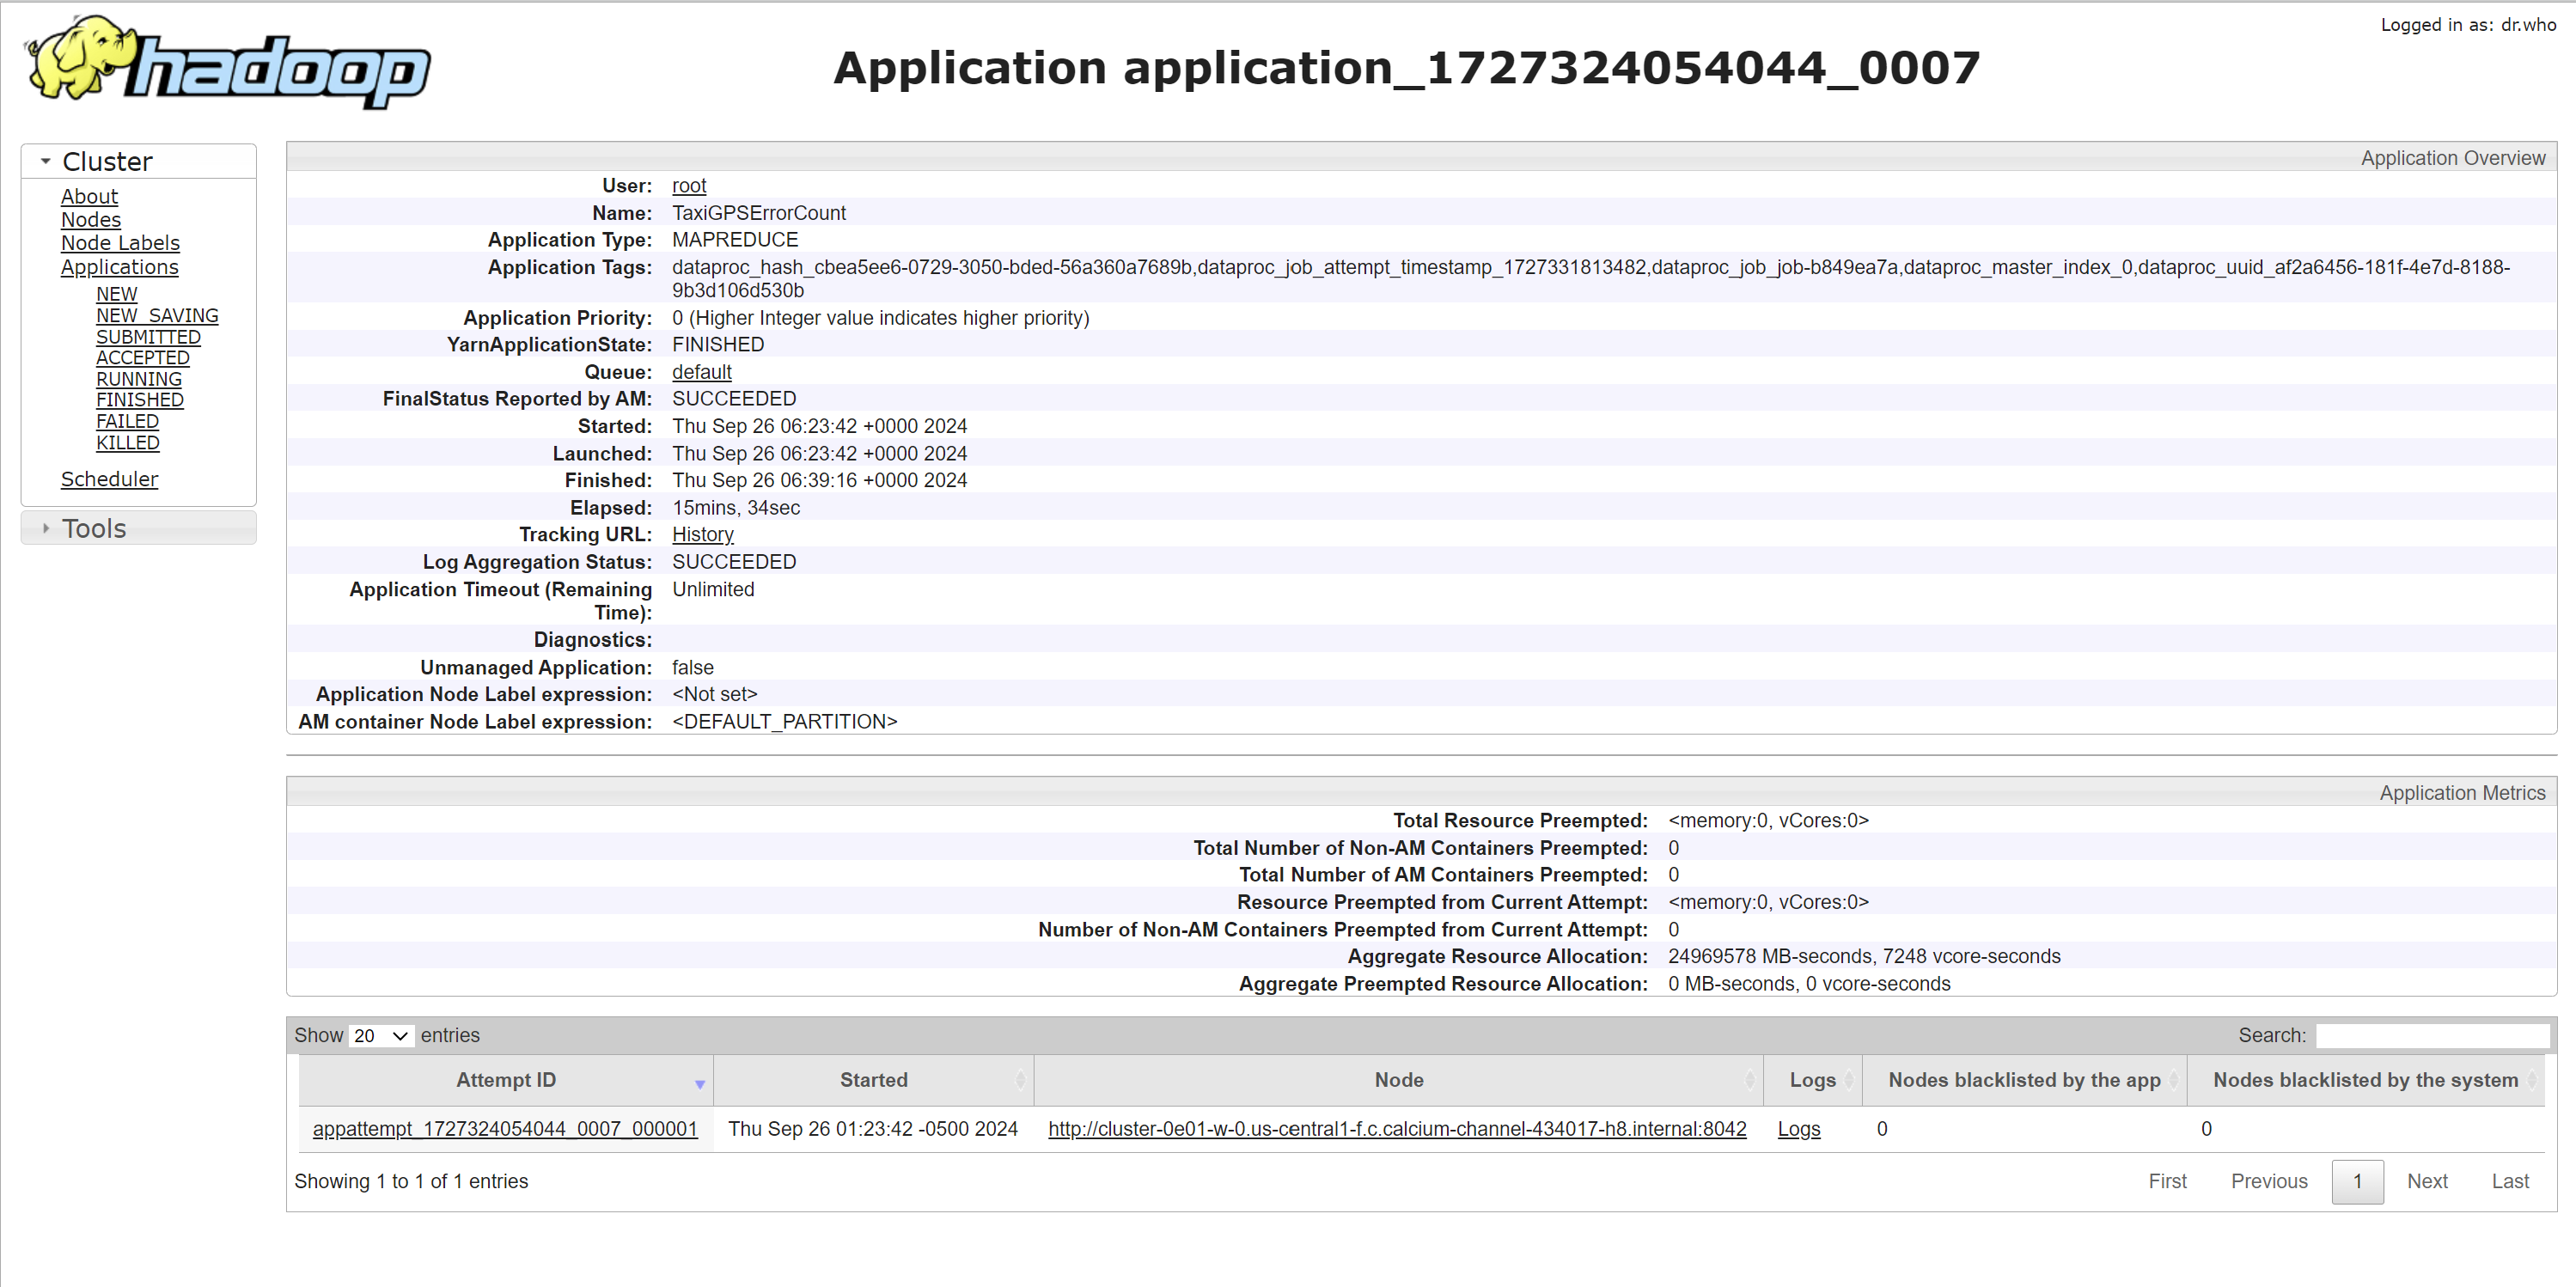 Logged in as: dr.who
hadoop
Application application_1727324054044_0007
Cluster
About
Nodes
Node Labels
Applications
NEW
NEW_SAVING
SUBMITTED
ACCEPTED
RUNNING
FINISHED
FAILED
KILLED
Scheduler
Tools
Application Overview
User: root
Name: TaxiGPSErrorCount
Application Type: MAPREDUCE
Application Tags: dataproc_hash_cbea5ee6-0729-3050-bded-56a360a7689b,dataproc_job_attempt_timestamp_1727331813482,dataproc_job_job-b849ea7a,dataproc_master_index_0,dataproc_uuid_af2a6456-181f-4e7d-8188-
9b3d106d530b
Application Priority: 0 (Higher Integer value indicates higher priority)
YarnApplicationState: FINISHED
Queue: default
FinalStatus Reported by AM: SUCCEEDED
Started: Thu Sep 26 06:23:42 +0000 2024
Launched: Thu Sep 26 06:23:42 +0000 2024
Finished: Thu Sep 26 06:39:16 +0000 2024
Elapsed: 15mins, 34sec
Tracking URL: History
Log Aggregation Status: SUCCEEDED
Application Timeout (Remaining Unlimited
Time):
Diagnostics:
Unmanaged Application: false
Application Node Label expression: <Not set>
AM container Node Label expression: <DEFAULT_PARTITION>
Application Metrics
Total Resource Preempted: <memory:0, vCores:0>
Total Number of Non-AM Containers Preempted: 0
Total Number of AM Containers Preempted: 0
Resource Preempted from Current Attempt: <memory:0, vCores:0>
Number of Non-AM Containers Preempted from Current Attempt: 0
Aggregate Resource Allocation: 24969578 MB-seconds, 7248 vcore-seconds
Aggregate Preempted Resource Allocation: 0 MB-seconds, 0 vcore-seconds
Show 20 entries Search:
Attempt ID Started Node Logs Nodes blacklisted by the app Nodes blacklisted by the system
appattempt_1727324054044_0007_000001 Thu Sep 26 01:23:42 -0500 2024 http://cluster-0e01-w-0.us-central1-f.c.calcium-channel-434017-h8.internal:8042 Logs 0 0
Showing 1 to 1 of 1 entries First Previous 1 Next Last